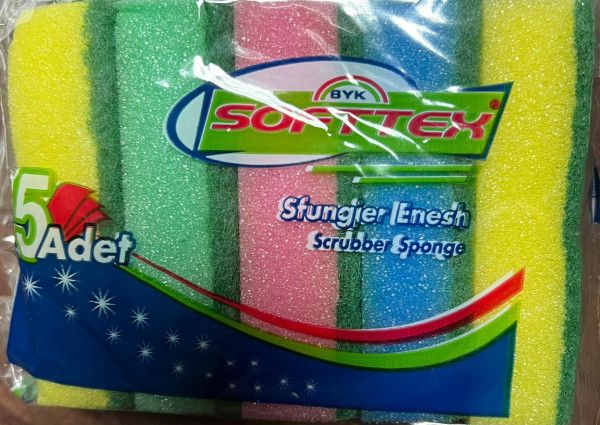 BYK
SOFTTEX
Sfungjer Enesh
Scrubber Sponge
5 Adet